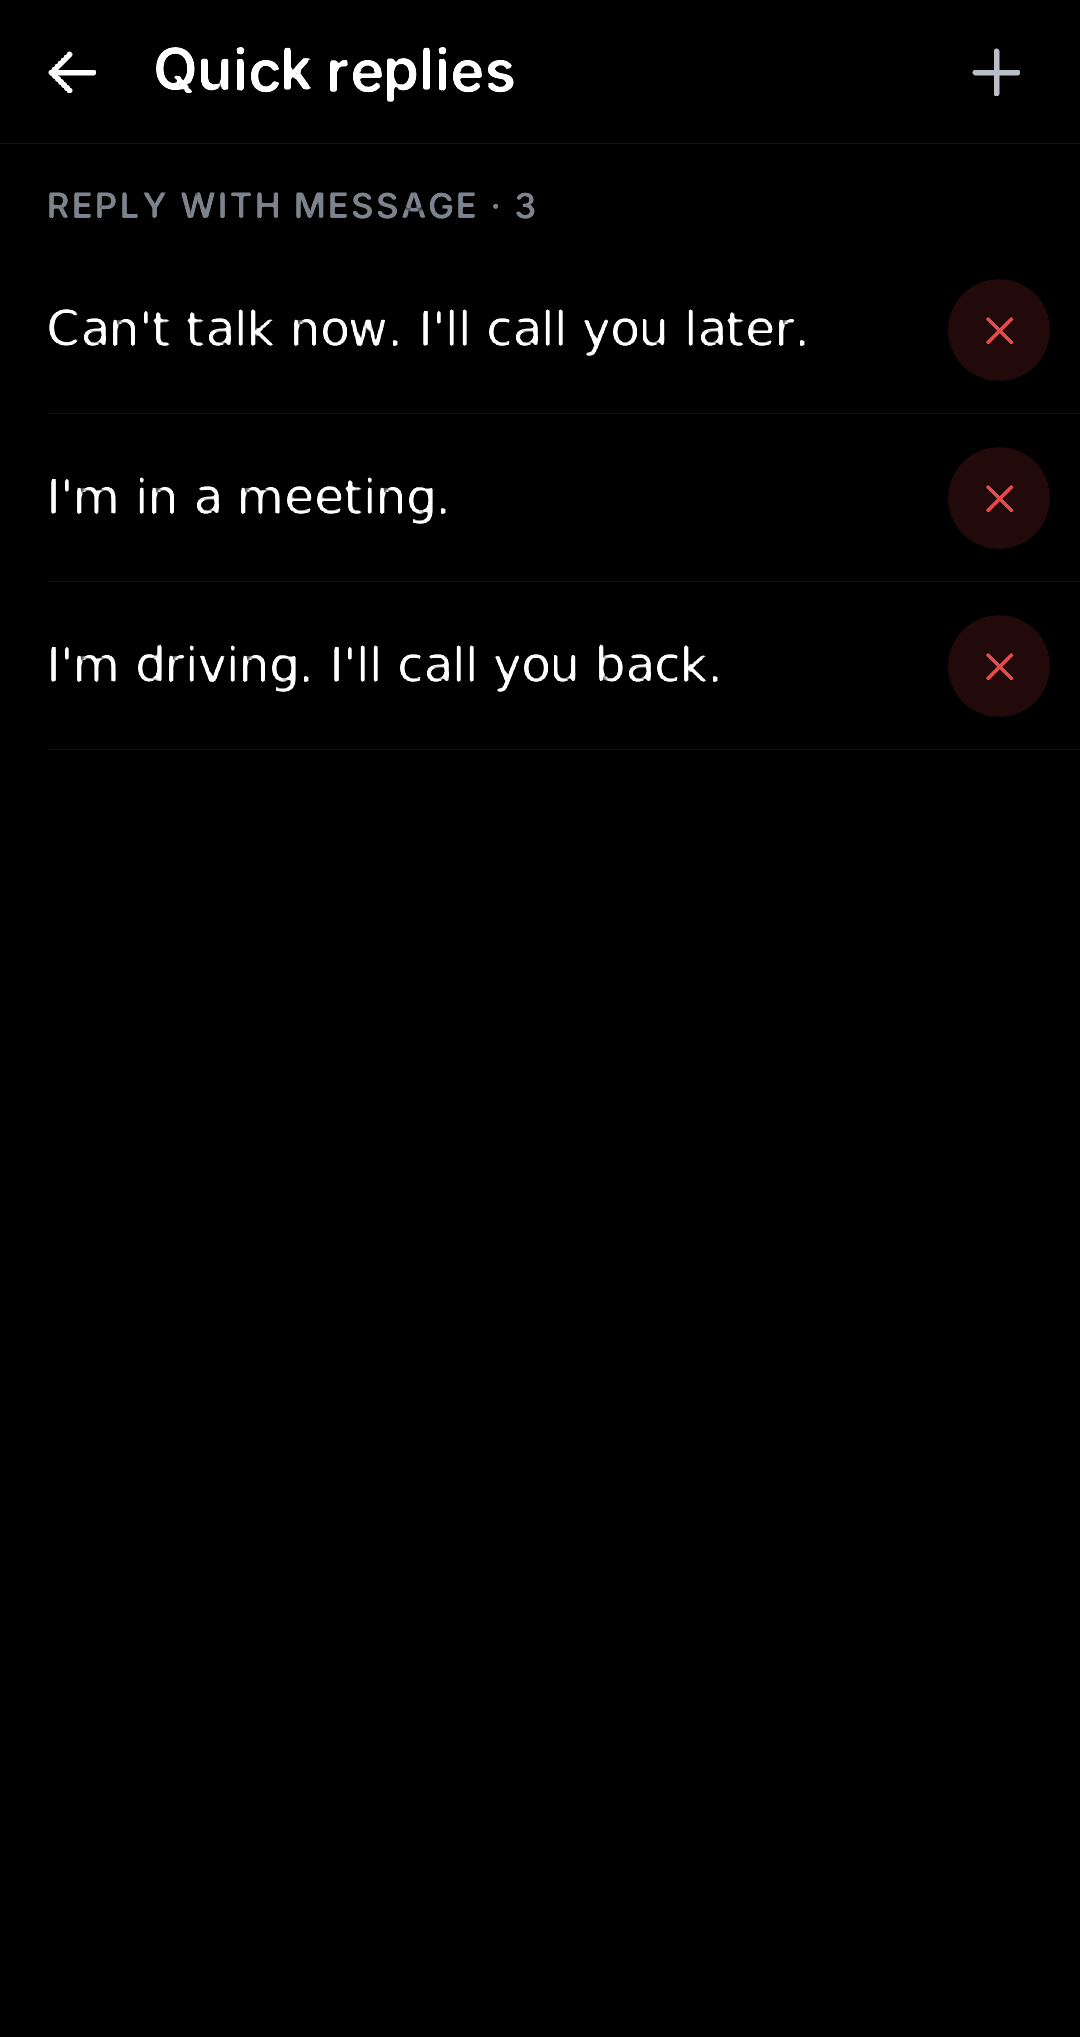 Quick replies
REPLY WITH MESSAGE · 3
Can't talk now. I'll call you later.
I'm in a meeting.
I'm driving. I'll call you back.